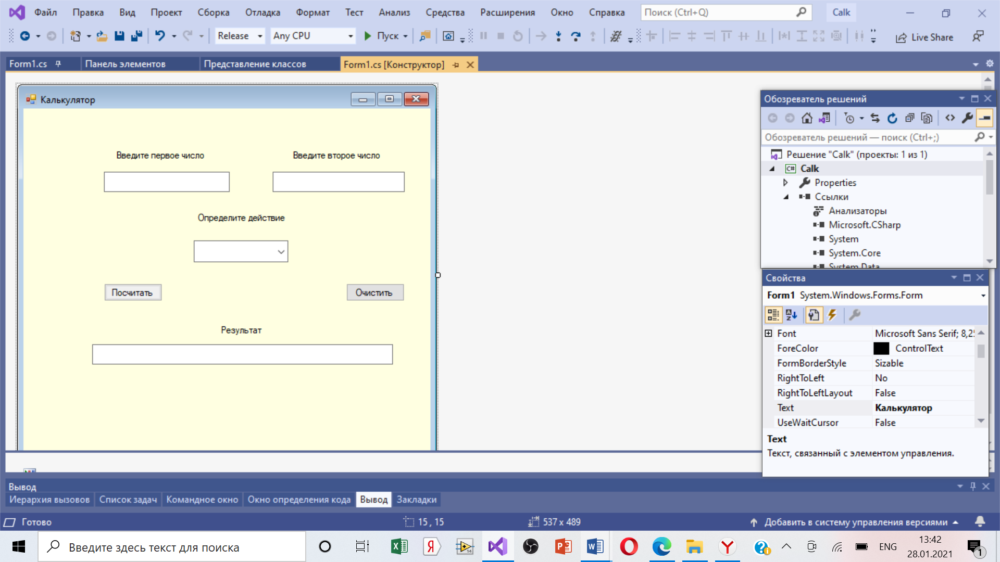 Файл Правка Вид Проект Сборка Отладка Формат Тест Анализ Средства Расширения Окно Справка Поиск (Ctrl+Q) Calk
Release Any CPU Пуск Live Share
Form1.cs Панель элементов Представление классов Form1.cs [Конструктор]
Калькулятор
Введите первое число Введите второе число
Определите действие
Посчитать Очистить
Результат
Обозреватель решений
Обозреватель решений — поиск (Ctrl+;)
Решение "Calk" (проекты: 1 из 1)
C# Calk
Properties
Ссылки
Анализаторы
Microsoft.CSharp
System
System.Core
System.Data
Свойства
Form1 System.Windows.Forms.Form
Font Microsoft Sans Serif; 8,25
ForeColor ControlText
FormBorderStyle Sizable
RightToLeft No
RightToLeftLayout False
Text Калькулятор
UseWaitCursor False
Text
Текст, связанный с элементом управления.
Вывод
Иерархия вызовов Список задач Командное окно Окно определения кода Вывод Закладки
Готово 15 , 15 537 x 489 Добавить в систему управления версиями
Введите здесь текст для поиска
ENG
13:42
28.01.2021
1